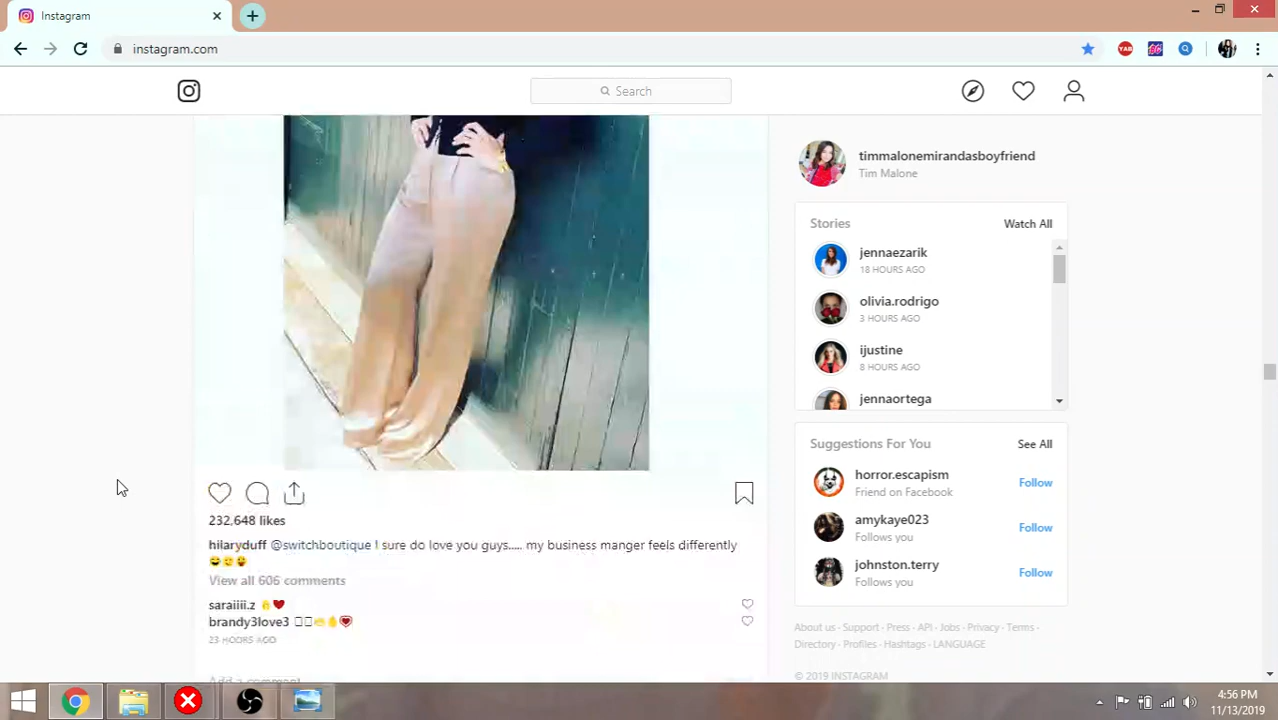 Instagram
instagram.com
YAB
Search
timmalonemirandasboyfriend
Tim Malone
Stories
Watch All
jennaezarik
18 HOURS AGO
olivia.rodrigo
3 HOURS AGO
ijustine
8 HOURS AGO
jennaortega
Suggestions For You
See All
horror.escapism
Friend on Facebook
Follow
amykaye023
Follows you
Follow
johnston.terry
Follows you
Follow
232,648 likes
hilaryduff @switchboutique I sure do love you guys..... my business manger feels differently
View all 606 comments
saraiiii.z
brandy3love3
23 HOURS AGO
Add a comment
About us · Support · Press · API · Jobs · Privacy · Terms ·
Directory · Profiles · Hashtags · LANGUAGE
© 2019 INSTAGRAM
4:56 PM
11/13/2019